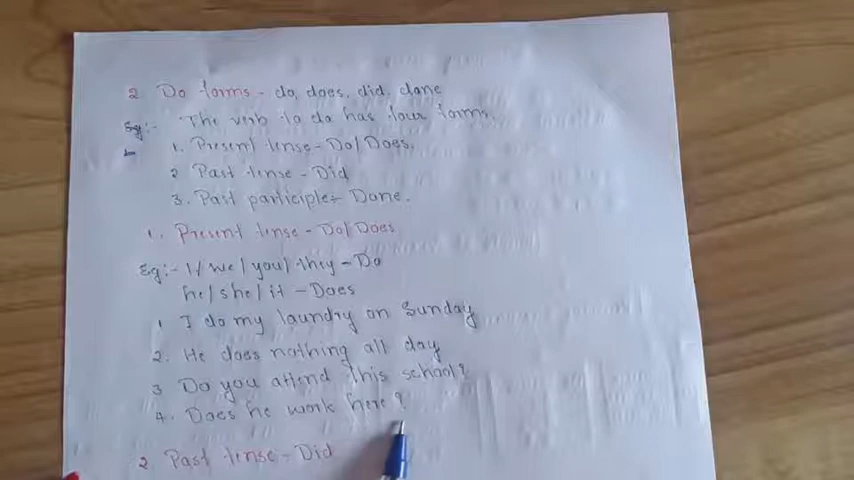 2 Do forms - do, does, did, done
Eg:- The verb to do has four forms.
1. Present tense - Do/Does.
2 Past tense - Did
3. Past participle:- Done.
1. Present tense - Do/Does
Eg:- I/we/you/they - Do
he/she/it - Does
1 I do my laundry on Sunday
2. He does nothing all day
3 Do you attend this school?
4. Does he work here?
2 Past tense - Did